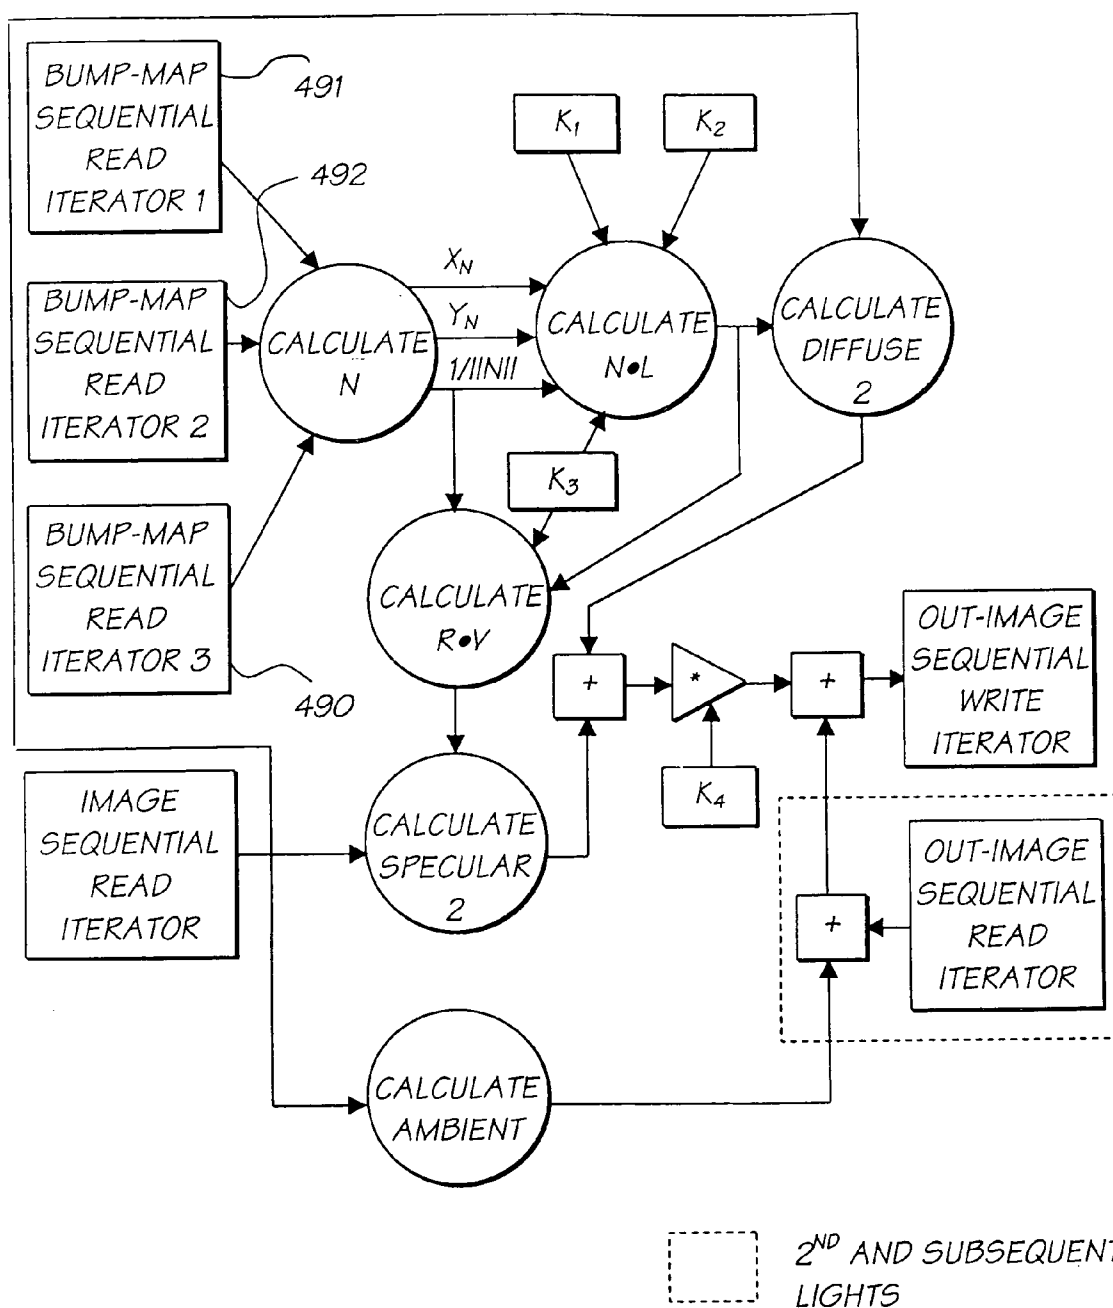 BUMP-MAP
SEQUENTIAL
READ
ITERATOR 1
491
492
BUMP-MAP
SEQUENTIAL
READ
ITERATOR 2
BUMP-MAP
SEQUENTIAL
READ
ITERATOR 3
490
K1
K2
CALCULATE
N
XN
YN
1/||N||
CALCULATE
N•L
CALCULATE
DIFFUSE
2
K3
CALCULATE
R•V
+
*
+
K4
OUT-IMAGE
SEQUENTIAL
WRITE
ITERATOR
IMAGE
SEQUENTIAL
READ
ITERATOR
CALCULATE
SPECULAR
2
+
OUT-IMAGE
SEQUENTIAL
READ
ITERATOR
CALCULATE
AMBIENT
2ND AND SUBSEQUENT
LIGHTS